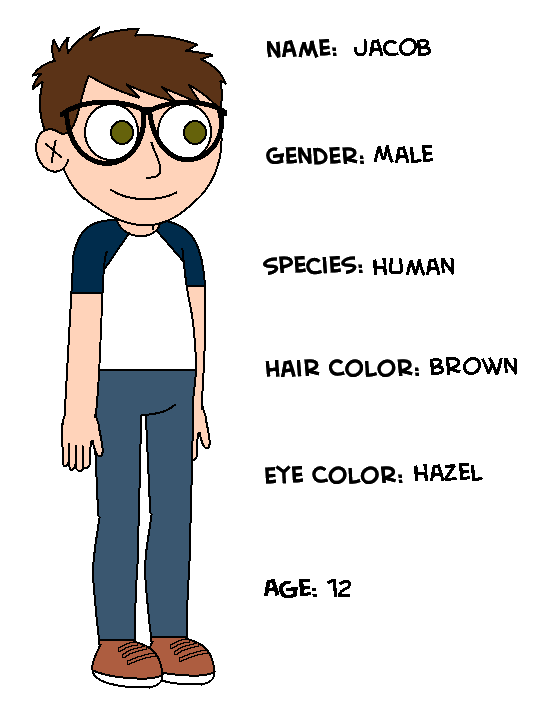 NAME: JACOB
GENDER: MALE
SPECIES: HUMAN
HAIR COLOR: BROWN
EYE COLOR: HAZEL
AGE: 12